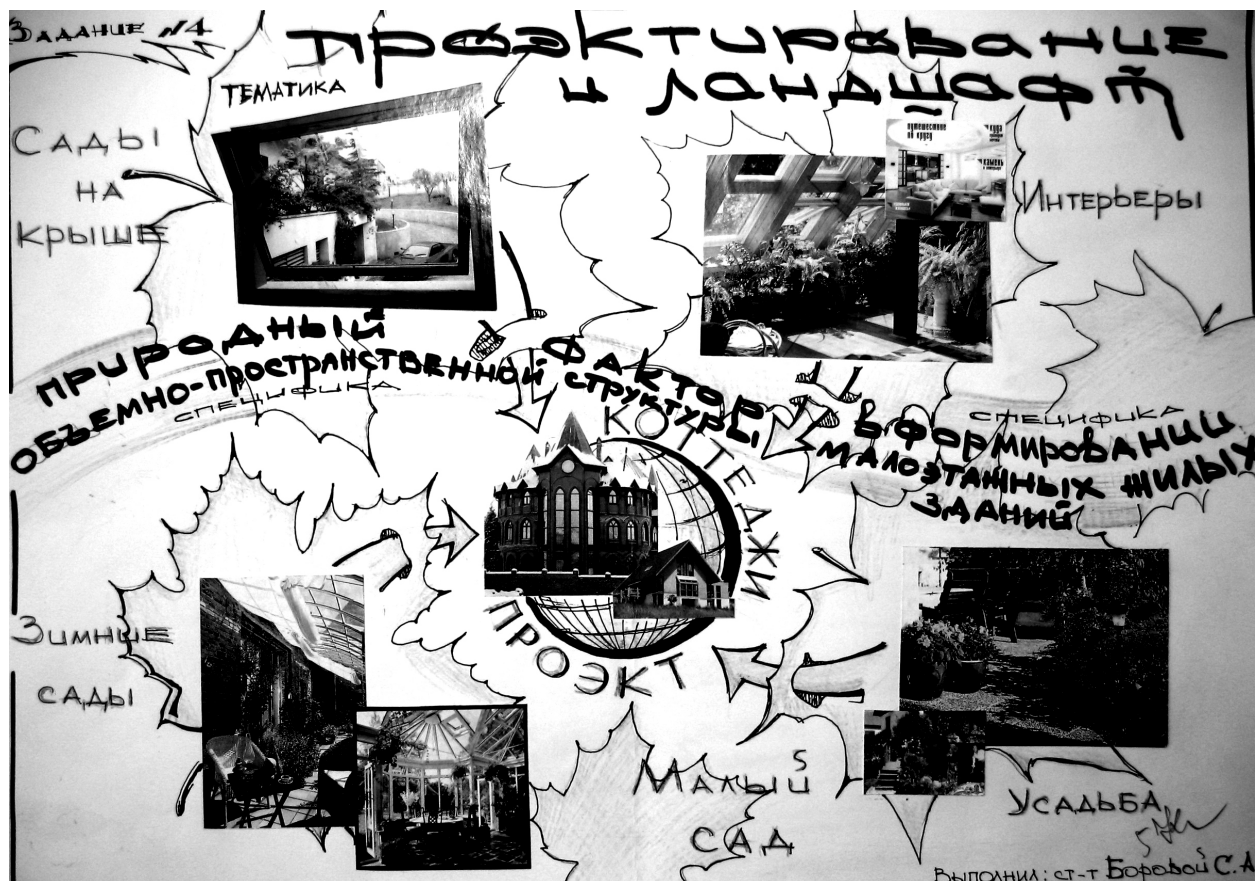 ЗАДАНИЕ №4
ПРОЭКТИРОВАНИЕ
И ЛАНДШАФТ
ТЕМАТИКА
САДЫ
НА
КРЫШЕ
ИНТЕРЬЕРЫ
ПРИРОДНЫЙ ФАКТОР В ФОРМИРОВАНИИ
ОБЪЕМНО-ПРОСТРАНСТВЕННОЙ СТРУКТУРЫ МАЛОЭТАЖНЫХ ЖИЛЫХ
ЗДАНИЙ
СПЕЦИФИКА
СПЕЦИФИКА
КОТТЕДЖИ
ПРОЭКТ
ЗИМНИЕ
САДЫ
МАЛЫЙ
САД
УСАДЬБА
ВЫПОЛНИЛ: СТ-Т БОРОВОЙ С.А